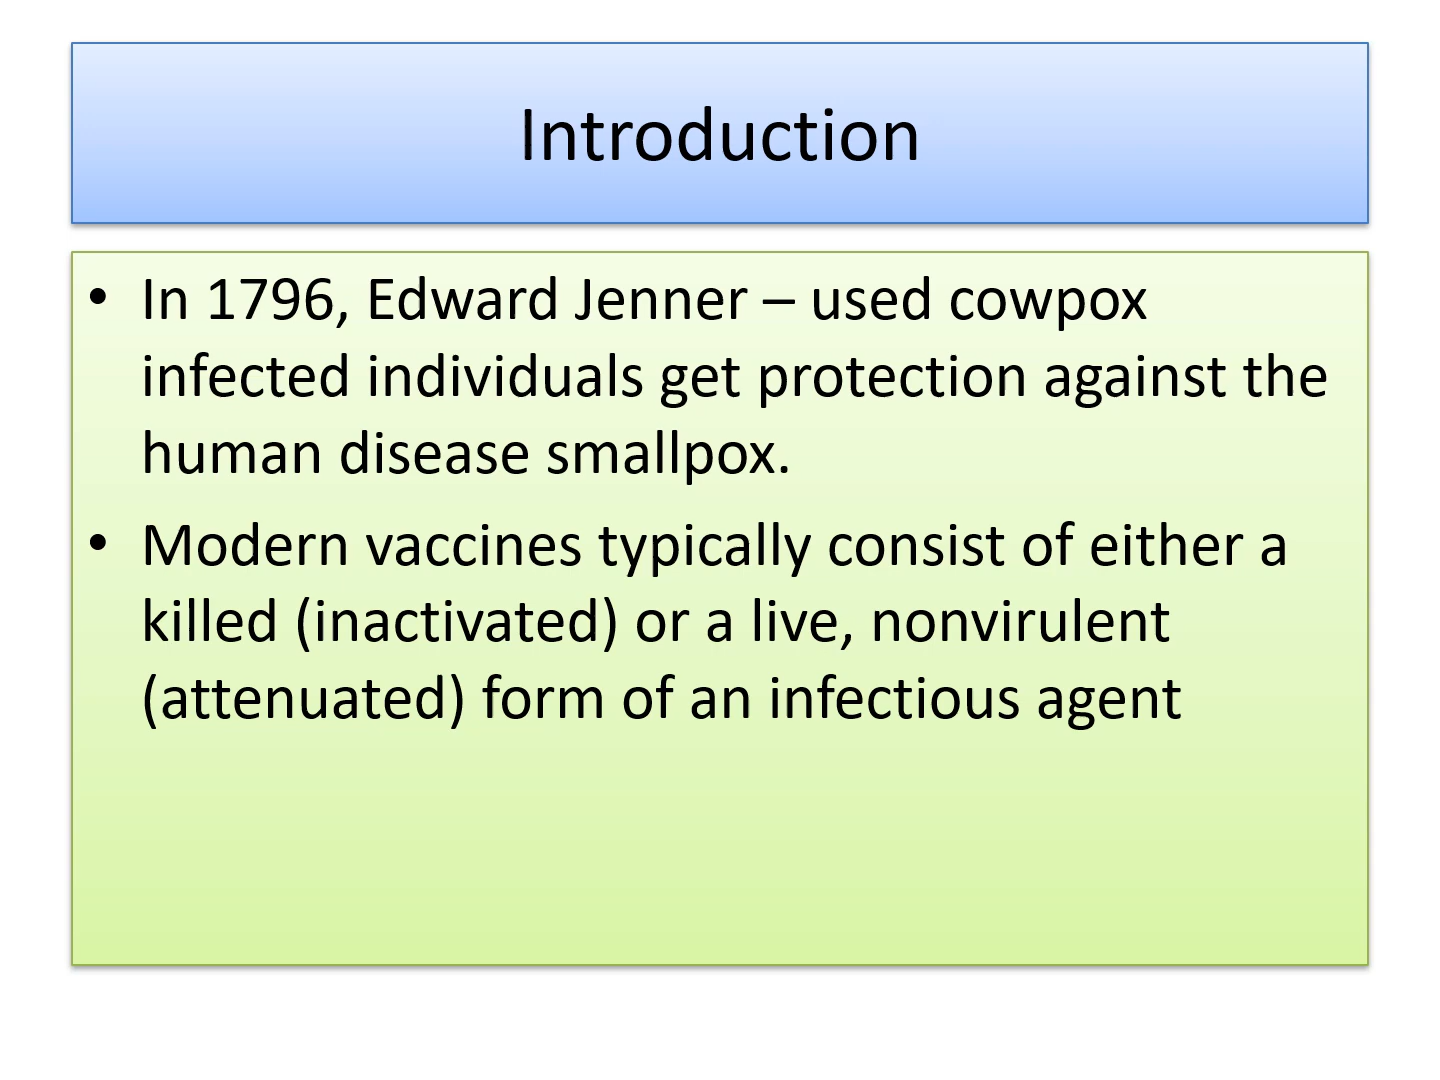 Introduction
• In 1796, Edward Jenner – used cowpox
infected individuals get protection against the
human disease smallpox.
• Modern vaccines typically consist of either a
killed (inactivated) or a live, nonvirulent
(attenuated) form of an infectious agent